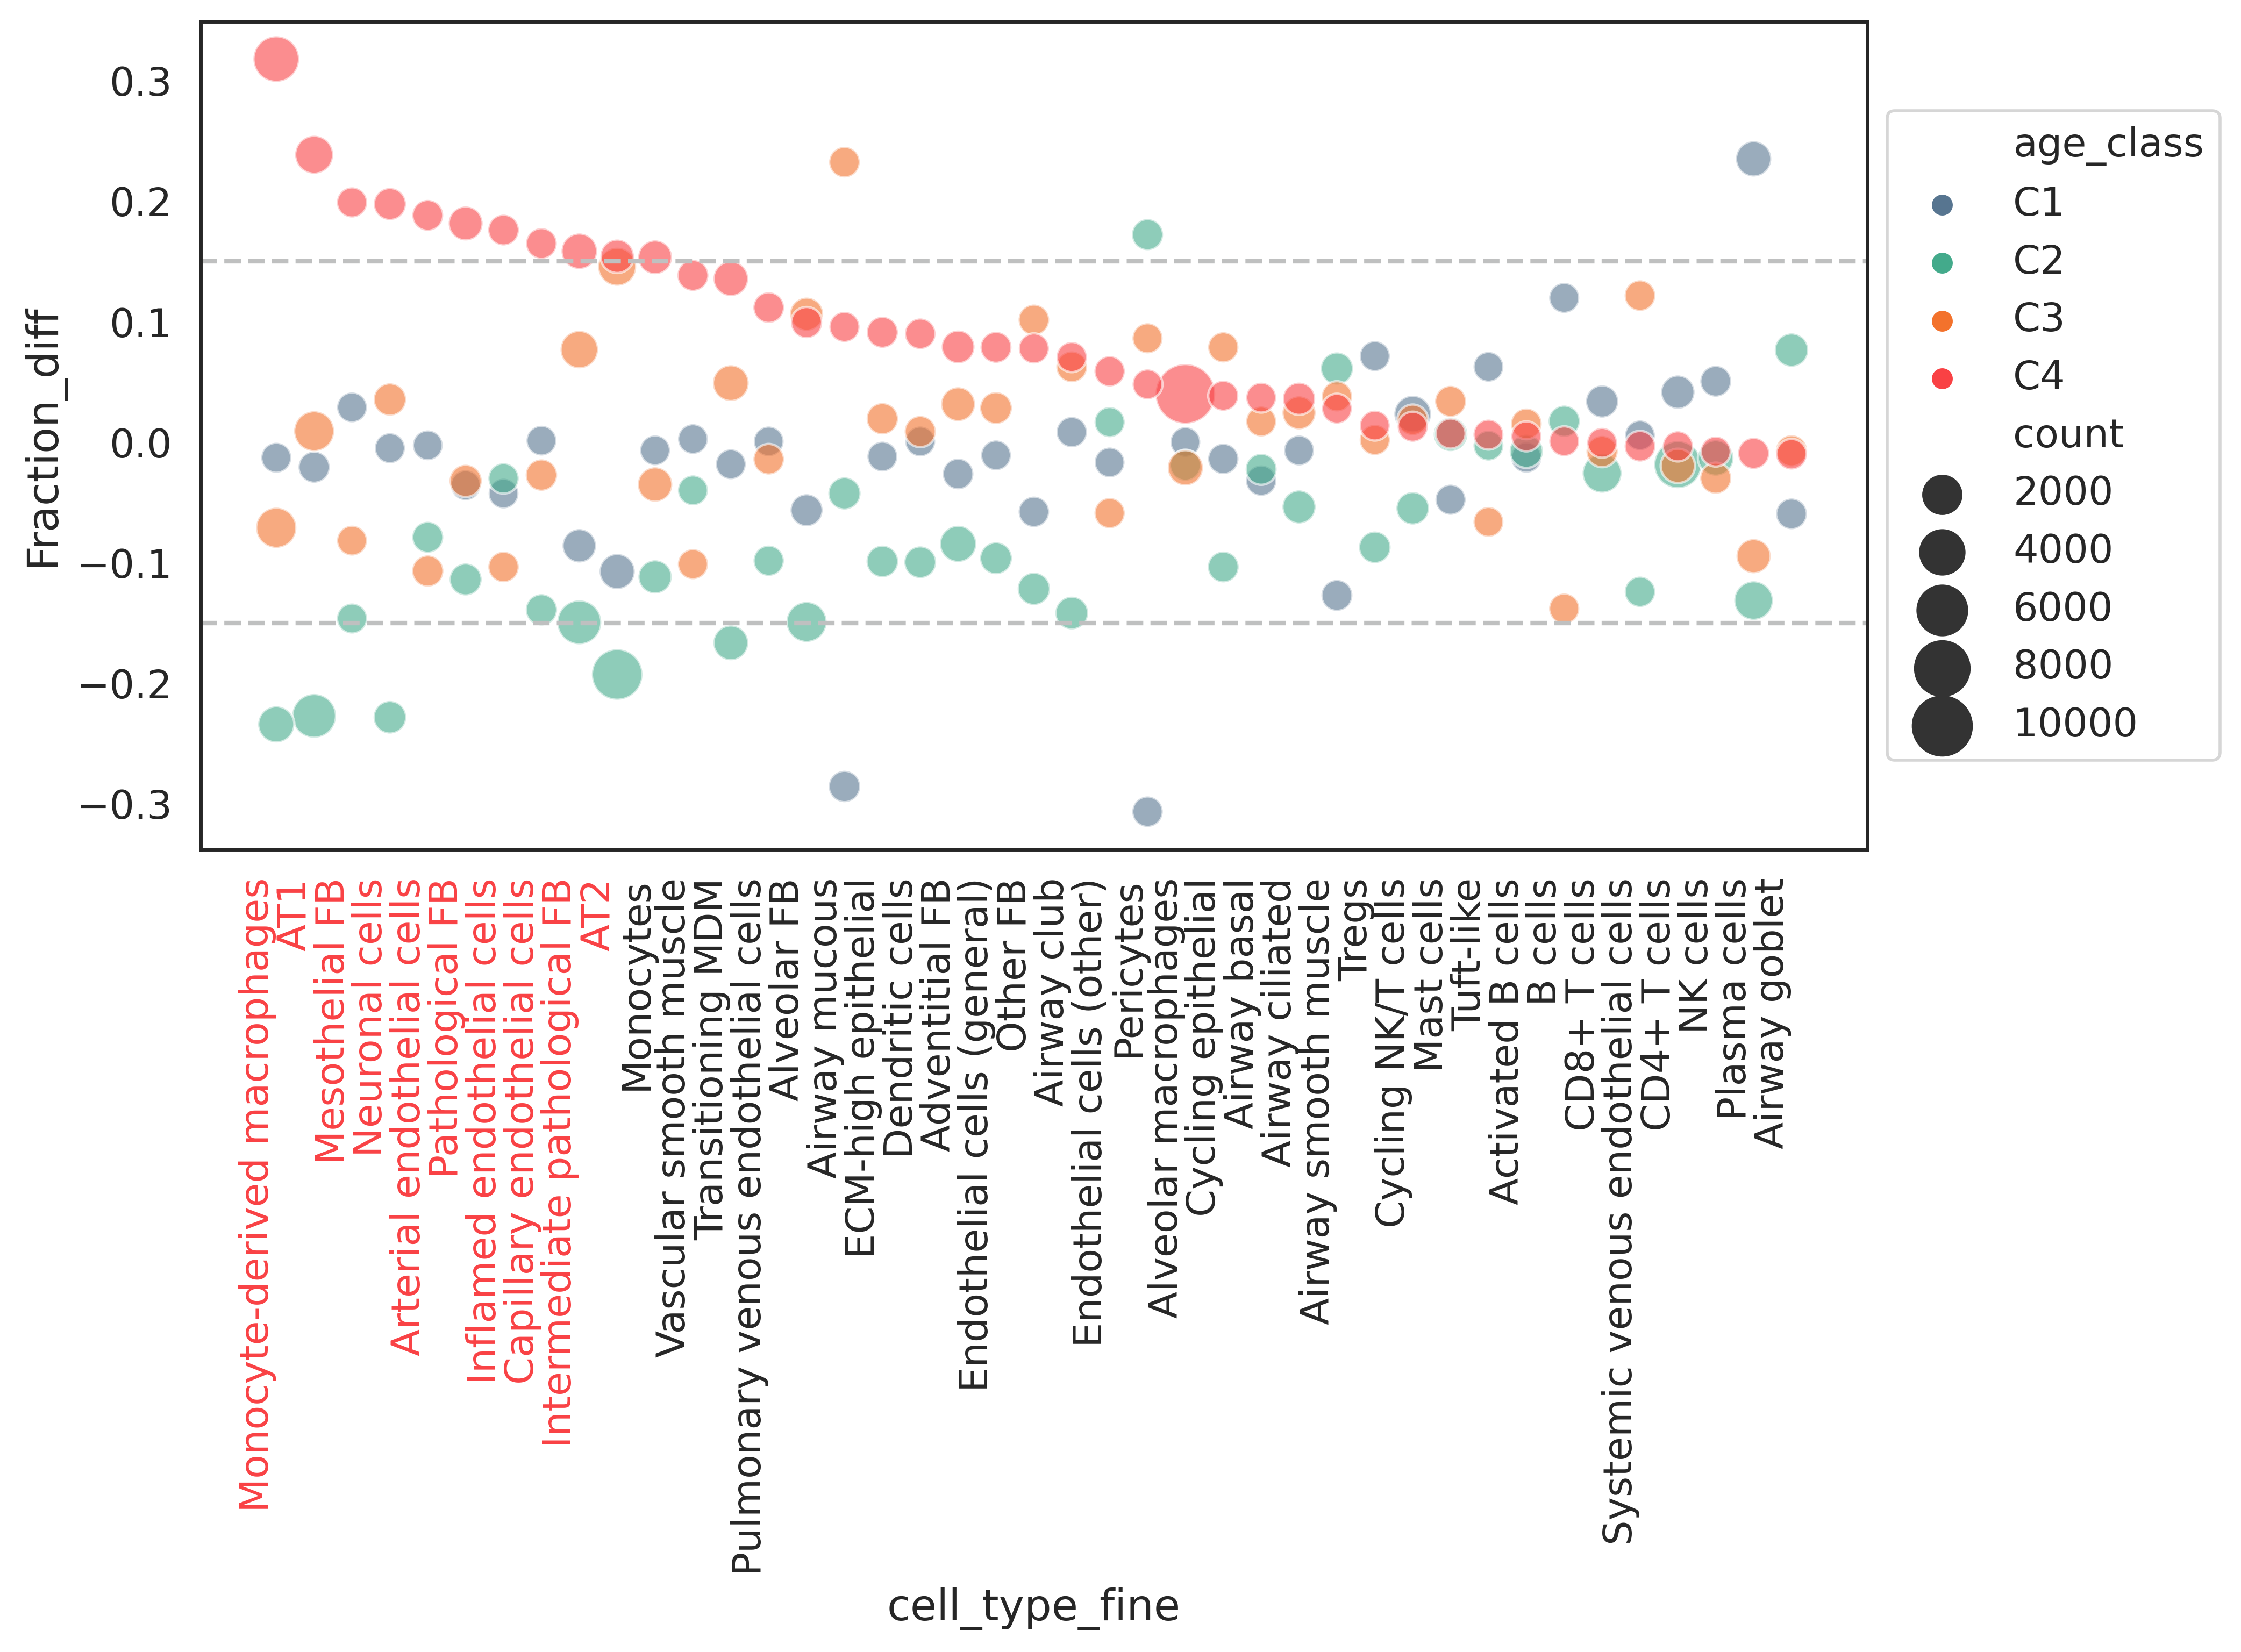 0.3
0.2
0.1
0.0
−0.1
−0.2
−0.3
Fraction_diff
age_class
C1
C2
C3
C4
count
2000
4000
6000
8000
10000
Monocyte-derived macrophages
AT1
Mesothelial FB
Neuronal cells
Arterial endothelial cells
Pathological FB
Inflamed endothelial cells
Capillary endothelial cells
Intermediate pathological FB
AT2
Monocytes
Vascular smooth muscle
Transitioning MDM
Pulmonary venous endothelial cells
Alveolar FB
Airway mucous
ECM-high epithelial
Dendritic cells
Adventitial FB
Endothelial cells (general)
Other FB
Airway club
Endothelial cells (other)
Pericytes
Alveolar macrophages
Cycling epithelial
Airway basal
Airway ciliated
Airway smooth muscle
Tregs
Cycling NK/T cells
Mast cells
Tuft-like
Activated B cells
B cells
CD8+ T cells
Systemic venous endothelial cells
CD4+ T cells
NK cells
Plasma cells
Airway goblet
cell_type_fine